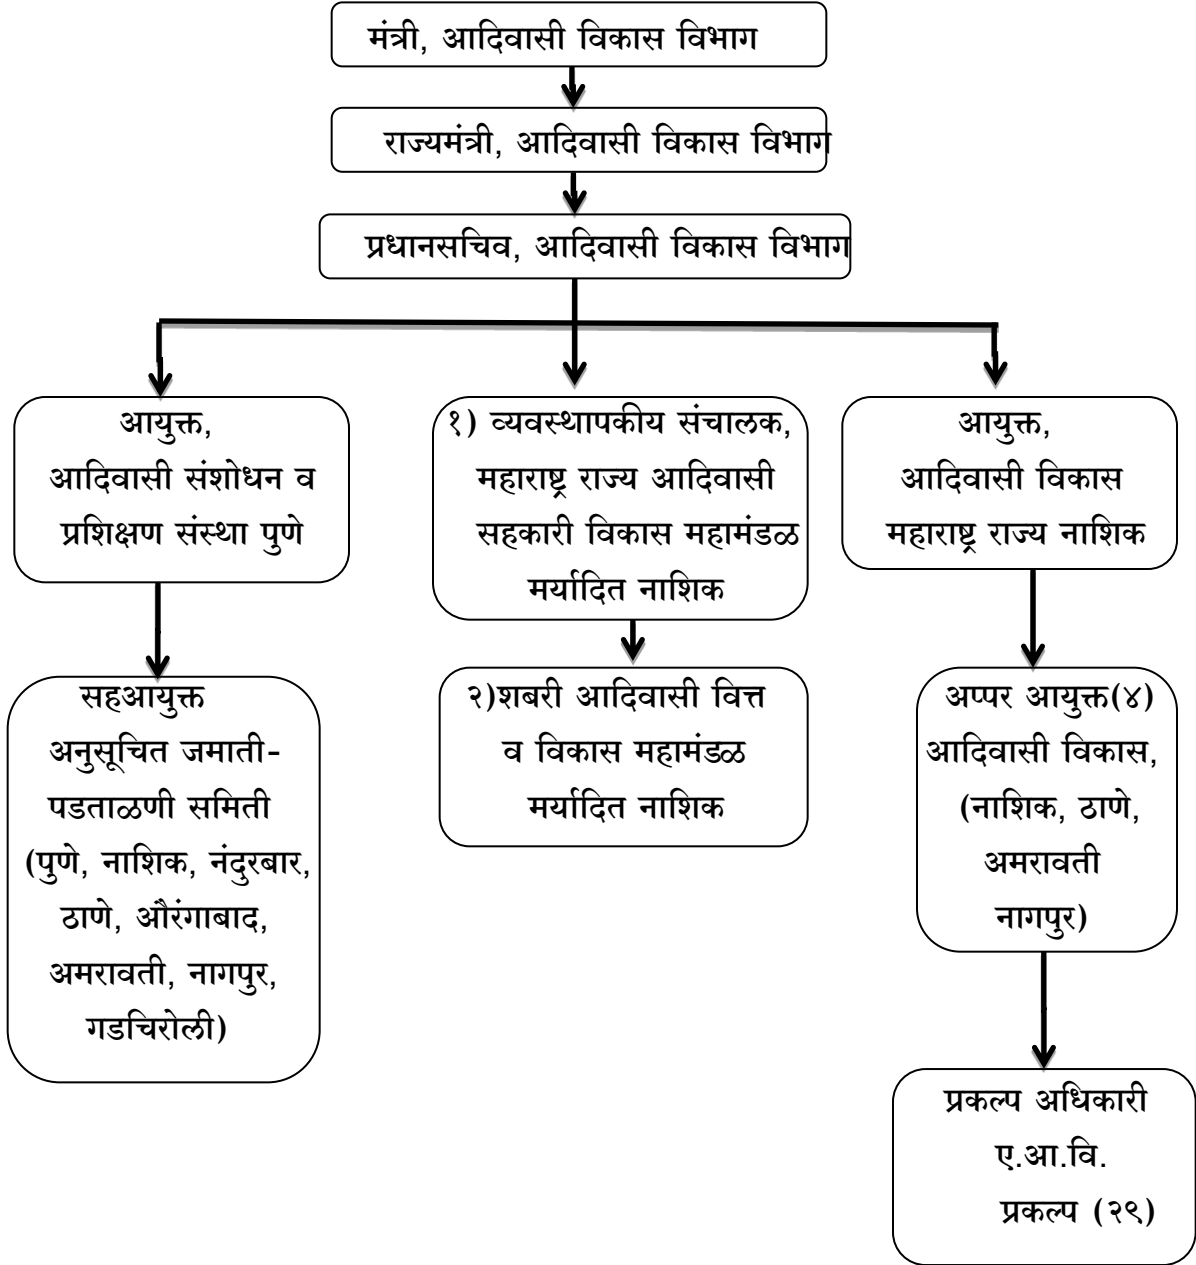 मंत्री, आदिवासी विकास विभाग
राज्यमंत्री, आदिवासी विकास विभाग
प्रधानसचिव, आदिवासी विकास विभाग
आयुक्त,
आदिवासी संशोधन व
प्रशिक्षण संस्था पुणे
१) व्यवस्थापकीय संचालक,
महाराष्ट्र राज्य आदिवासी
सहकारी विकास महामंडळ
मर्यादित नाशिक
आयुक्त,
आदिवासी विकास
महाराष्ट्र राज्य नाशिक
सहआयुक्त
अनुसूचित जमाती-
पडताळणी समिती
(पुणे, नाशिक, नंदुरबार,
ठाणे, औरंगाबाद,
अमरावती, नागपुर,
गडचिरोली)
२)शबरी आदिवासी वित्त
व विकास महामंडळ
मर्यादित नाशिक
अप्पर आयुक्त(४)
आदिवासी विकास,
(नाशिक, ठाणे,
अमरावती
नागपुर)
प्रकल्प अधिकारी
ए.आ.वि.
प्रकल्प (२९)